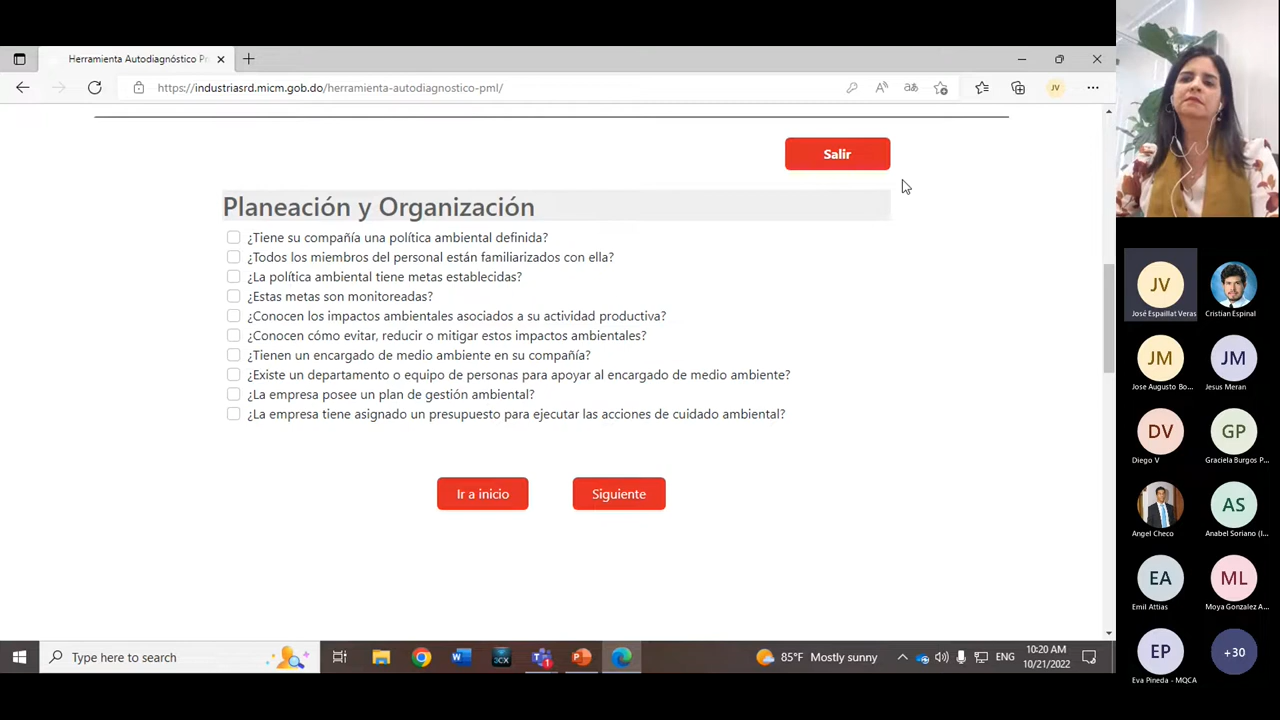 Herramienta Autodiagnóstico P
https://industriasrd.micm.gob.do/herramienta-autodiagnostico-pml/
JV
Salir
Planeación y Organización
¿Tiene su compañía una política ambiental definida?
¿Todos los miembros del personal están familiarizados con ella?
¿La política ambiental tiene metas establecidas?
¿Estas metas son monitoreadas?
¿Conocen los impactos ambientales asociados a su actividad productiva?
¿Conocen cómo evitar, reducir o mitigar estos impactos ambientales?
¿Tienen un encargado de medio ambiente en su compañía?
¿Existe un departamento o equipo de personas para apoyar al encargado de medio ambiente?
¿La empresa posee un plan de gestión ambiental?
¿La empresa tiene asignado un presupuesto para ejecutar las acciones de cuidado ambiental?
Ir a inicio
Siguiente
Type here to search
3CX
85°F Mostly sunny
ENG
10:20 AM
10/21/2022
JV
José Espaillat Veras
Cristian Espinal
JM
Jose Augusto Bo...
JM
Jesus Meran
DV
Diego V
GP
Graciela Burgos P...
Angel Checo
AS
Anabel Soriano (I...
EA
Emil Attias
ML
Moya Gonzalez A...
EP
Eva Pineda - MQCA
+30